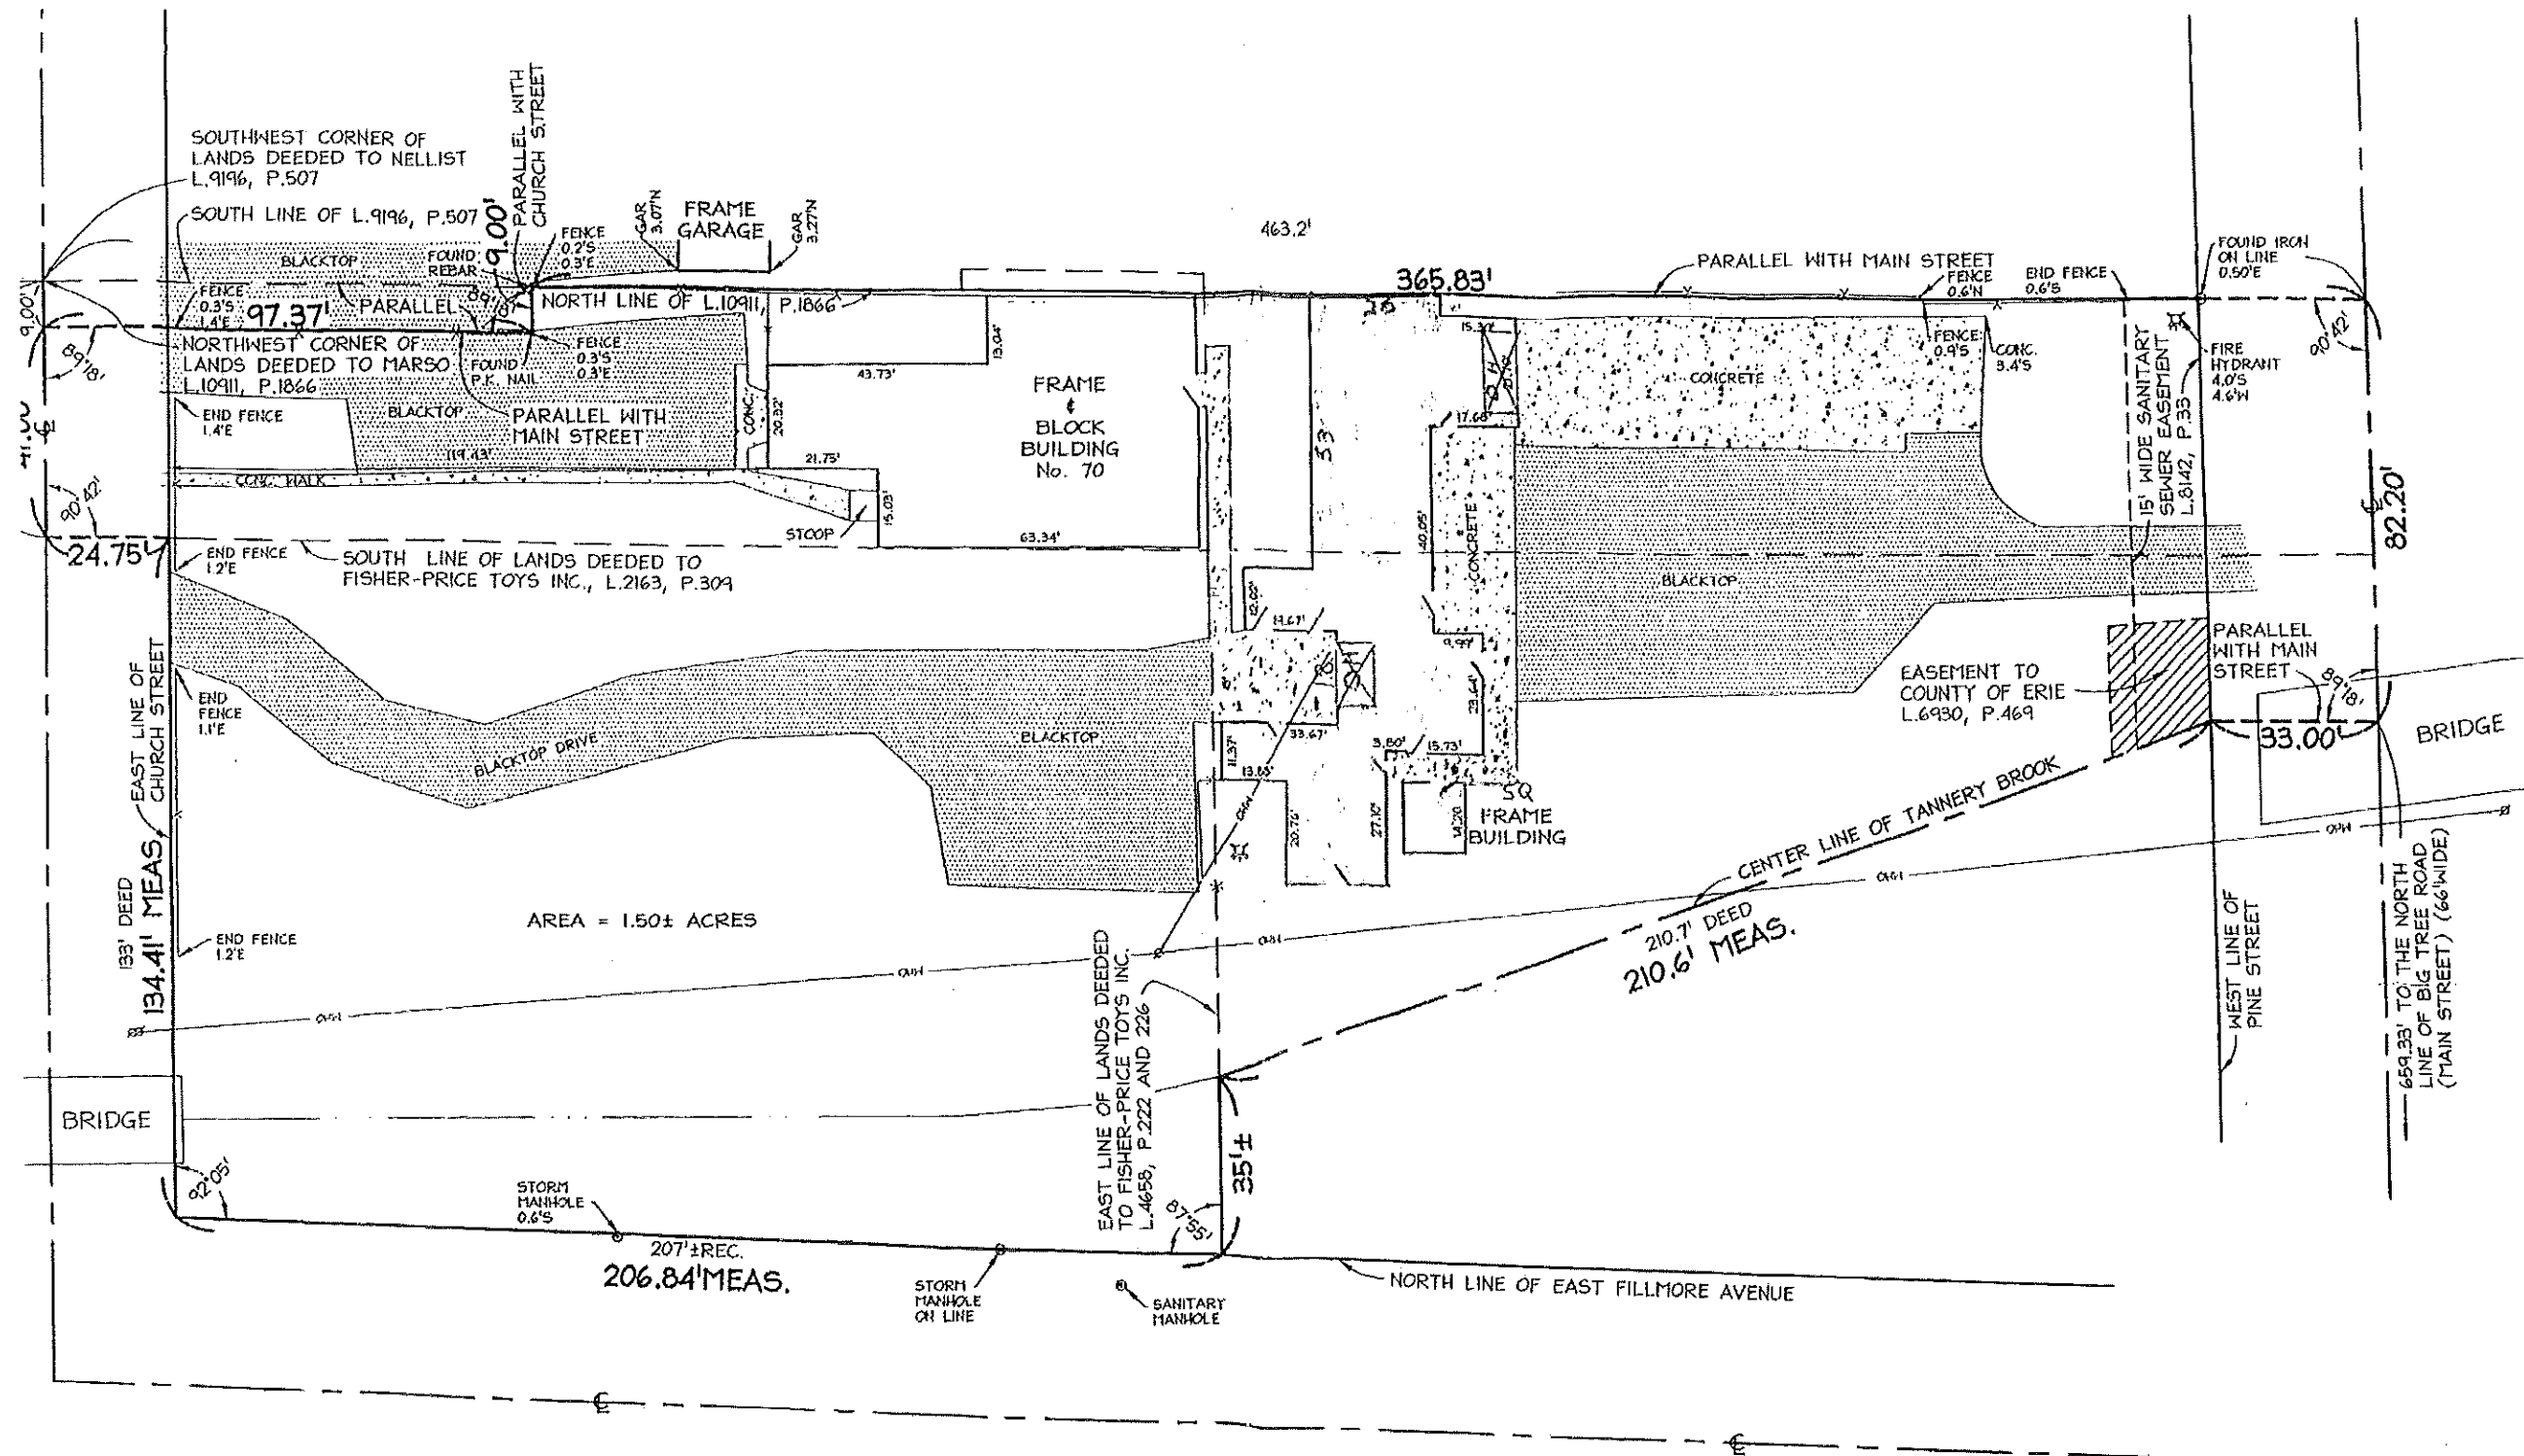 SOUTHWEST CORNER OF
LANDS DEEDED TO NELLIST
L.9196, P.507
SOUTH LINE OF L.9196, P.507
PARALLEL WITH
CHURCH STREET
9.00'
FOUND
REBAR
FENCE
0.2'S
0.3'E
GAR
3.07'N
FRAME
GARAGE
GAR
3.27'N
463.2'
365.83'
PARALLEL WITH MAIN STREET
FENCE
0.6'N
END FENCE
0.6'S
FOUND IRON
ON LINE
0.50'E
BLACKTOP
9.00'
FENCE
0.3'S
1.4'E
97.37'
PARALLEL
NORTH LINE OF L.10911, P.1866
89°18'
NORTHWEST CORNER OF
LANDS DEEDED TO MARSO
L.10911, P.1866
FOUND
P.K. NAIL
FENCE
0.3'S
0.3'E
END FENCE
1.4'E
BLACKTOP
PARALLEL WITH
MAIN STREET
119.43'
CONC. WALK
CONC.
20.82'
43.73'
13.04'
21.75'
15.03'
STOOP
63.34'
FRAME
&
BLOCK
BUILDING
No. 70
33
17.68'
CONCRETE
FENCE
0.9'S
CONC.
3.4'S
15' WIDE SANITARY
SEWER EASEMENT
L.8142, P.33
FIRE
HYDRANT
4.0'S
4.6'W
90°42'
82.20'
90°42'
24.75'
END FENCE
1.2'E
SOUTH LINE OF LANDS DEEDED TO
FISHER-PRICE TOYS INC., L.2163, P.309
40.05'
CONCRETE
BLACKTOP
12.00'
14.67'
9.99'
23.64'
33.67'
11.37'
13.83'
3.80'
15.73'
20.76'
27.10'
14.20
SQ
FRAME
BUILDING
EASEMENT TO
COUNTY OF ERIE
L.6930, P.469
PARALLEL
WITH MAIN
STREET
89°18'
33.00'
BRIDGE
EAST LINE OF
CHURCH STREET
END
FENCE
1.1'E
BLACKTOP DRIVE
BLACKTOP
OHW
CENTER LINE OF TANNERY BROOK
OHW
OHW
133' DEED
134.41' MEAS.
END FENCE
1.2'E
AREA = 1.50± ACRES
OHW
OHW
OHW
210.7' DEED
210.6' MEAS.
EAST LINE OF LANDS DEEDED
TO FISHER-PRICE TOYS INC.
L.4658, P.222 AND 226
WEST LINE OF
PINE STREET
659.33' TO THE NORTH
LINE OF BIG TREE ROAD
(MAIN STREET) (66'WIDE)
BRIDGE
92°05'
STORM
MANHOLE
0.6'S
207'±REC.
206.84'MEAS.
STORM
MANHOLE
ON LINE
87°55'
35'±
SANITARY
MANHOLE
NORTH LINE OF EAST FILLMORE AVENUE